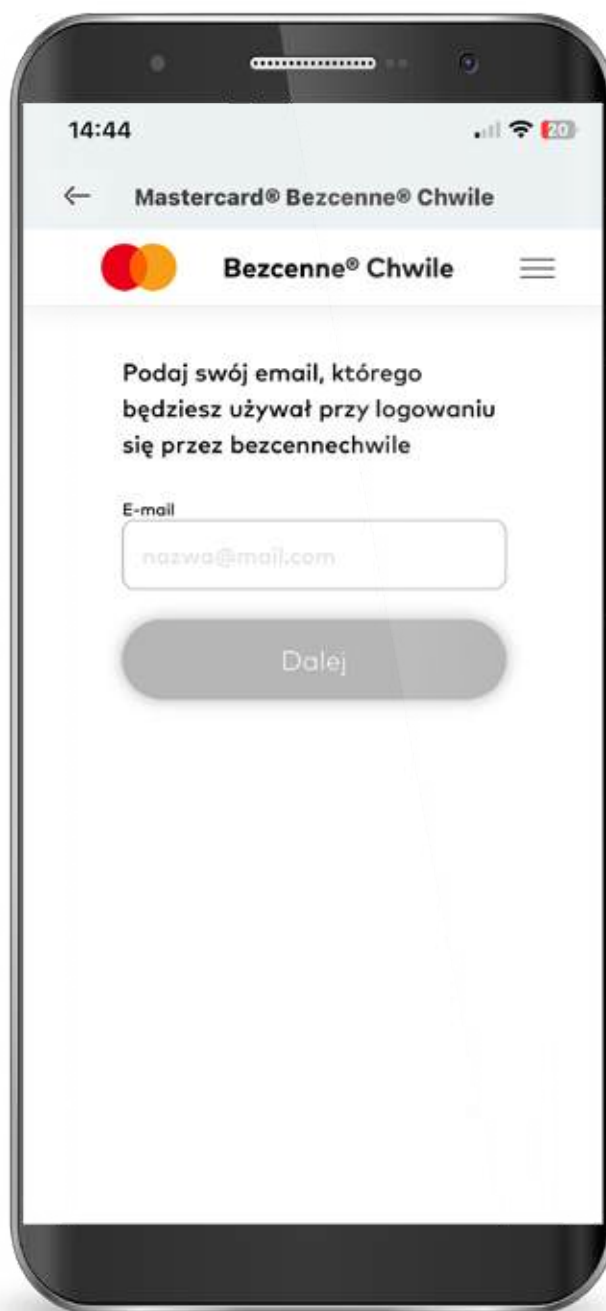 14:44
20
← Mastercard® Bezcenne® Chwile
Bezcenne® Chwile
Podaj swój email, którego
będziesz używał przy logowaniu
się przez bezcennechwile
E-mail
nazwa@mail.com
Dalej